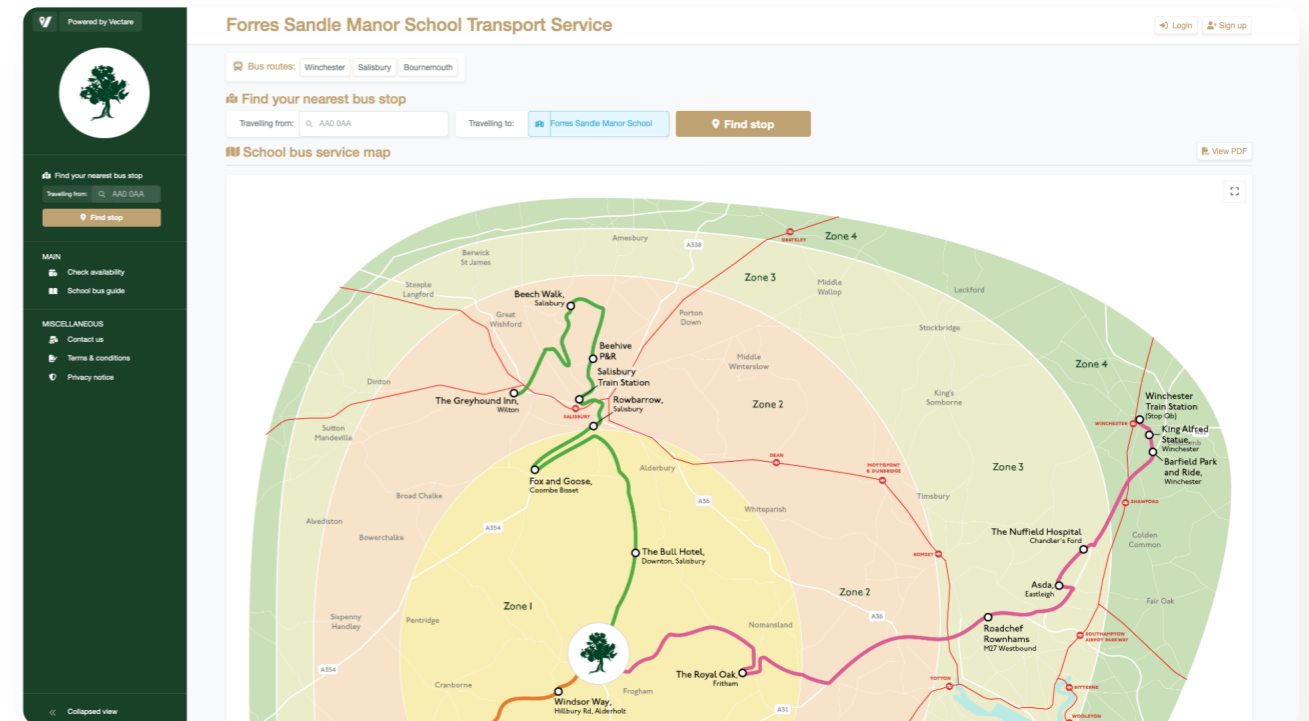 Powered by Vectare
Forres Sandle Manor School Transport Service
Login
Sign up
Bus routes:
Winchester
Salisbury
Bournemouth
Find your nearest bus stop
Travelling from:
AA0 0AA
Travelling to:
Forres Sandle Manor School
Find stop
School bus service map
View PDF
Find your nearest bus stop
Travelling from:
AA0 0AA
Find stop
MAIN
Check availability
School bus guide
MISCELLANEOUS
Contact us
Terms & conditions
Privacy notice
Collapsed view
Amesbury
A338
GRATELEY
Zone 4
Berwick
St James
Zone 3
Steeple
Langford
Middle
Wallop
Leckford
Beech Walk,
Salisbury
Great
Wishford
Porton
Down
Stockbridge
Beehive
P&R
Middle
Winterslow
Zone 4
Salisbury
Train Station
Dinton
The Greyhound Inn,
Wilton
Rowbarrow,
Salisbury
SALISBURY
King's
Somborne
Zone 2
Winchester
Train Station
(Stop Qb)
WINCHESTER
King Alfred
Statue,
Winchester
Sutton
Mandeville
Barfield Park
and Ride,
Winchester
DEAN
MOTTISFONT
& DUNBRIDGE
Zone 3
Alderbury
Fox and Goose,
Coombe Bisset
Broad Chalke
A36
Timsbury
SHAWFORD
Whiteparish
Alvediston
A354
Bowerchalke
The Nuffield Hospital
Chandler's Ford
Colden
Common
The Bull Hotel,
Downton, Salisbury
ROMSEY
Asda,
Eastleigh
Zone 2
Zone 1
Fair Oak
Sixpenny
Handley
Pentridge
A36
Nomansland
Roadchef
Rownhams
M27 Westbound
SOUTHAMPTON
AIRPOT PARKWAY
A354
The Royal Oak,
Fritham
TOTTON
Cranborne
Frogham
BITTERNE
Windsor Way,
Hillbury Rd, Alderholt
A31
WOOLSTON